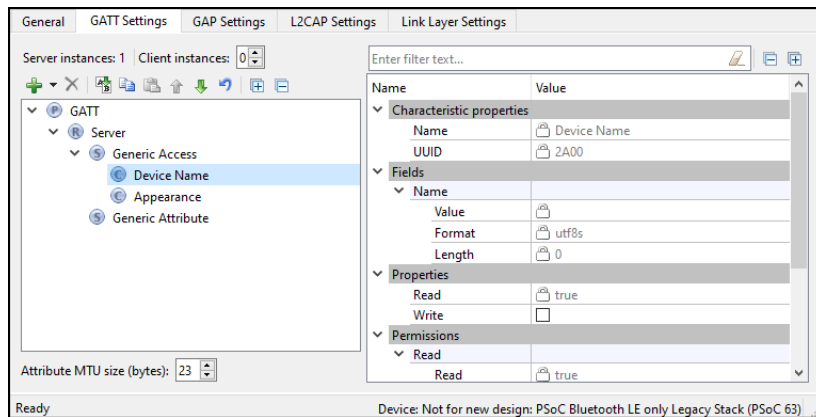 General GATT Settings GAP Settings L2CAP Settings Link Layer Settings
Server instances: 1 Client instances: 0
GATT
Server
Generic Access
Device Name
Appearance
Generic Attribute
Attribute MTU size (bytes): 23
Enter filter text...
Name Value
Characteristic properties
Name Device Name
UUID 2A00
Fields
Name
Value
Format utf8s
Length 0
Properties
Read true
Write
Permissions
Read
Read true
Ready Device: Not for new design: PSoC Bluetooth LE only Legacy Stack (PSoC 63)